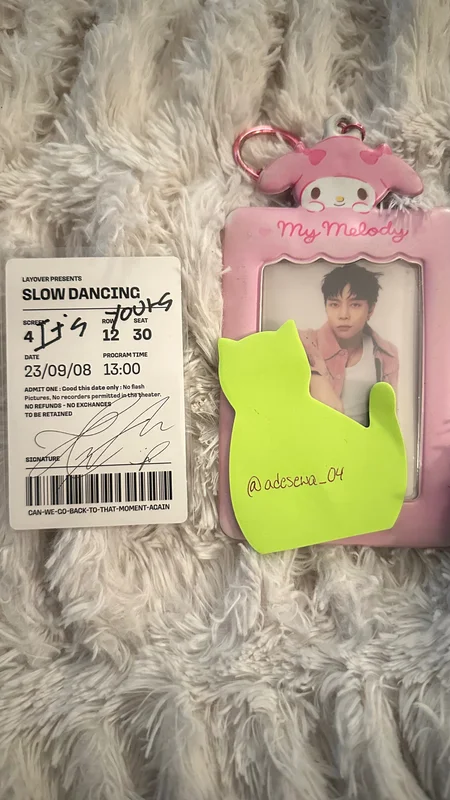 LAYOVER PRESENTS
SLOW DANCING
It's yours
SCREEN ROW SEAT
4 12 30
DATE PROGRAM TIME
23/09/08 13:00
ADMIT ONE : Good this date only : No flash
Pictures, No recorders permitted in the theater.
NO REFUNDS - NO EXCHANGES
TO BE RETAINED
SIGNATURE
CAN-WE-GO-BACK-TO-THAT-MOMENT-AGAIN
My Melody
@adesewa_04